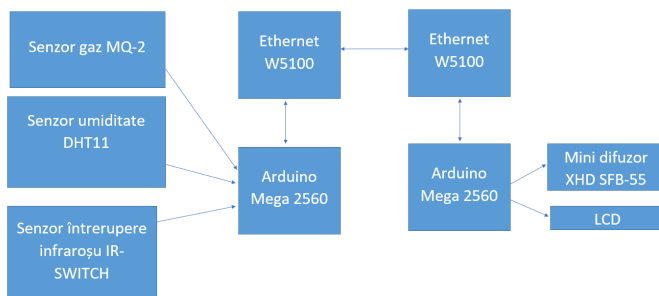 Senzor gaz MQ-2
Ethernet
W5100
Ethernet
W5100
Senzor umiditate
DHT11
Arduino
Mega 2560
Arduino
Mega 2560
Mini difuzor
XHD SFB-55
LCD
Senzor întrerupere
infraroșu IR-
SWITCH